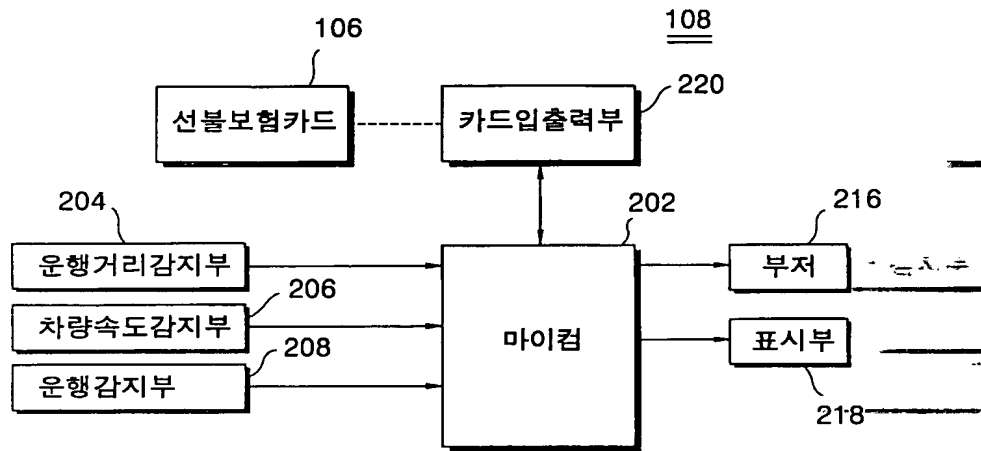 108
106
220
선불보험카드
카드입출력부
204
202
216
운행거리감지부
부저
206
차량속도감지부
마이컴
표시부
208
운행감지부
218